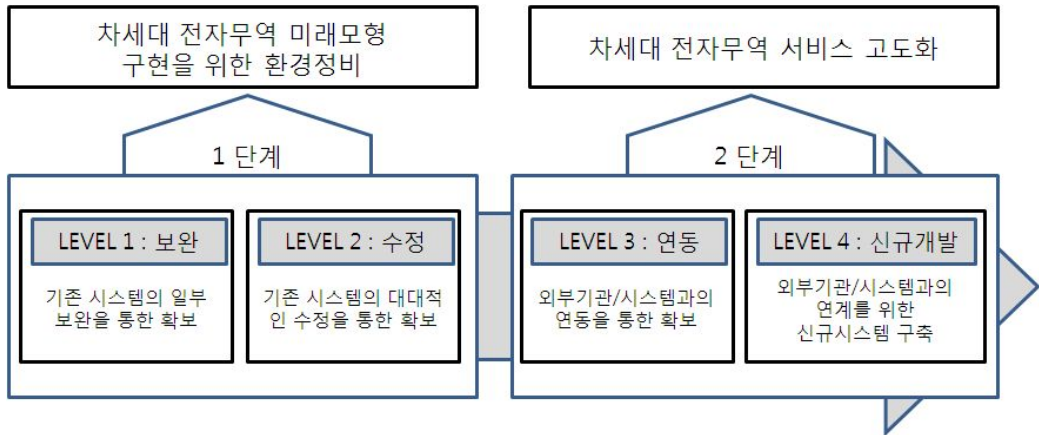 차세대 전자무역 미래모형
구현을 위한 환경정비
차세대 전자무역 서비스 고도화
1 단계
2 단계
LEVEL 1 : 보완
기존 시스템의 일부
보완을 통한 확보
LEVEL 2 : 수정
기존 시스템의 대대적
인 수정을 통한 확보
LEVEL 3 : 연동
외부기관/시스템과의
연동을 통한 확보
LEVEL 4 : 신규개발
외부기관/시스템과의
연계를 위한
신규시스템 구축